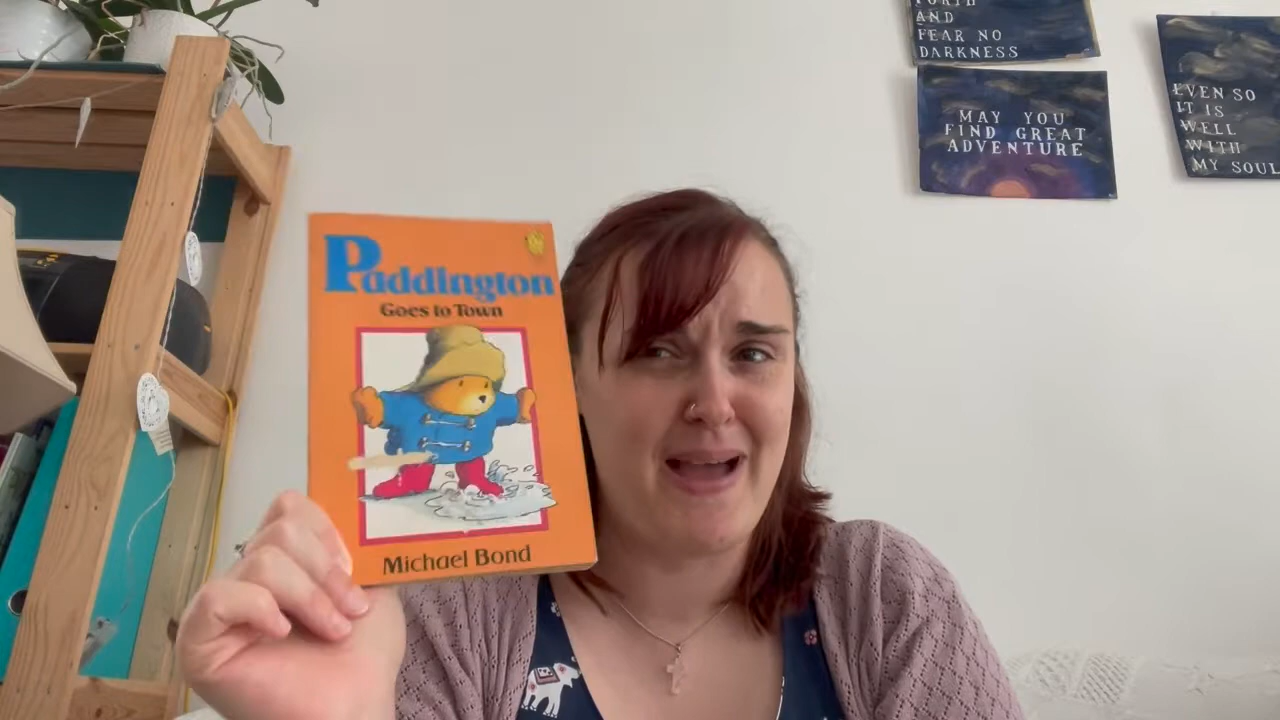 Paddington
Goes to Town
Michael Bond
FORTH
AND
FEAR NO
DARKNESS
MAY YOU
FIND GREAT
ADVENTURE
EVEN SO
IT IS
WELL
WITH
MY SOUL